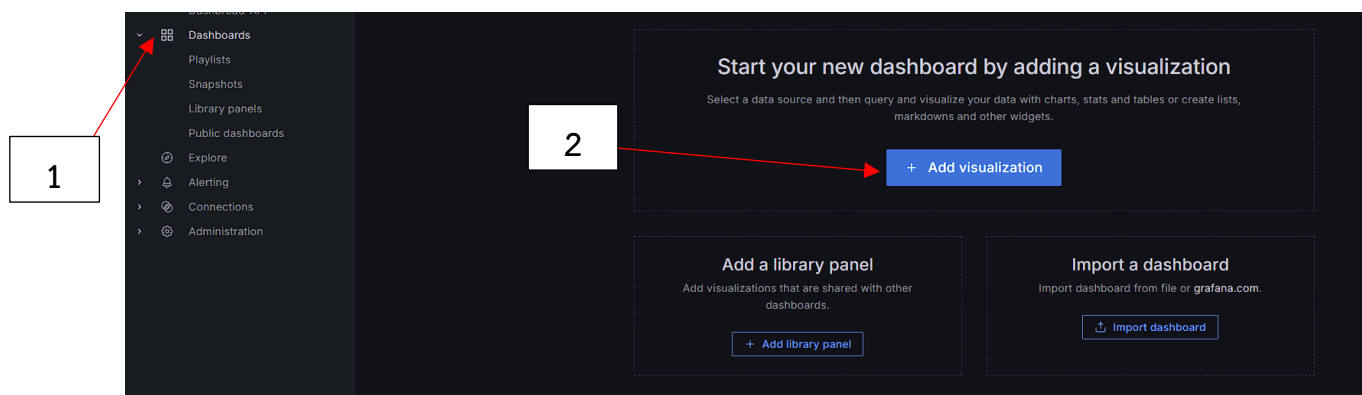 Dashboards
Playlists
Snapshots
Library panels
Public dashboards
Explore
Alerting
Connections
Administration
1
2
Start your new dashboard by adding a visualization
Select a data source and then query and visualize your data with charts, stats and tables or create lists,
markdowns and other widgets.
+ Add visualization
Add a library panel
Add visualizations that are shared with other
dashboards.
+ Add library panel
Import a dashboard
Import dashboard from file or grafana.com.
Import dashboard